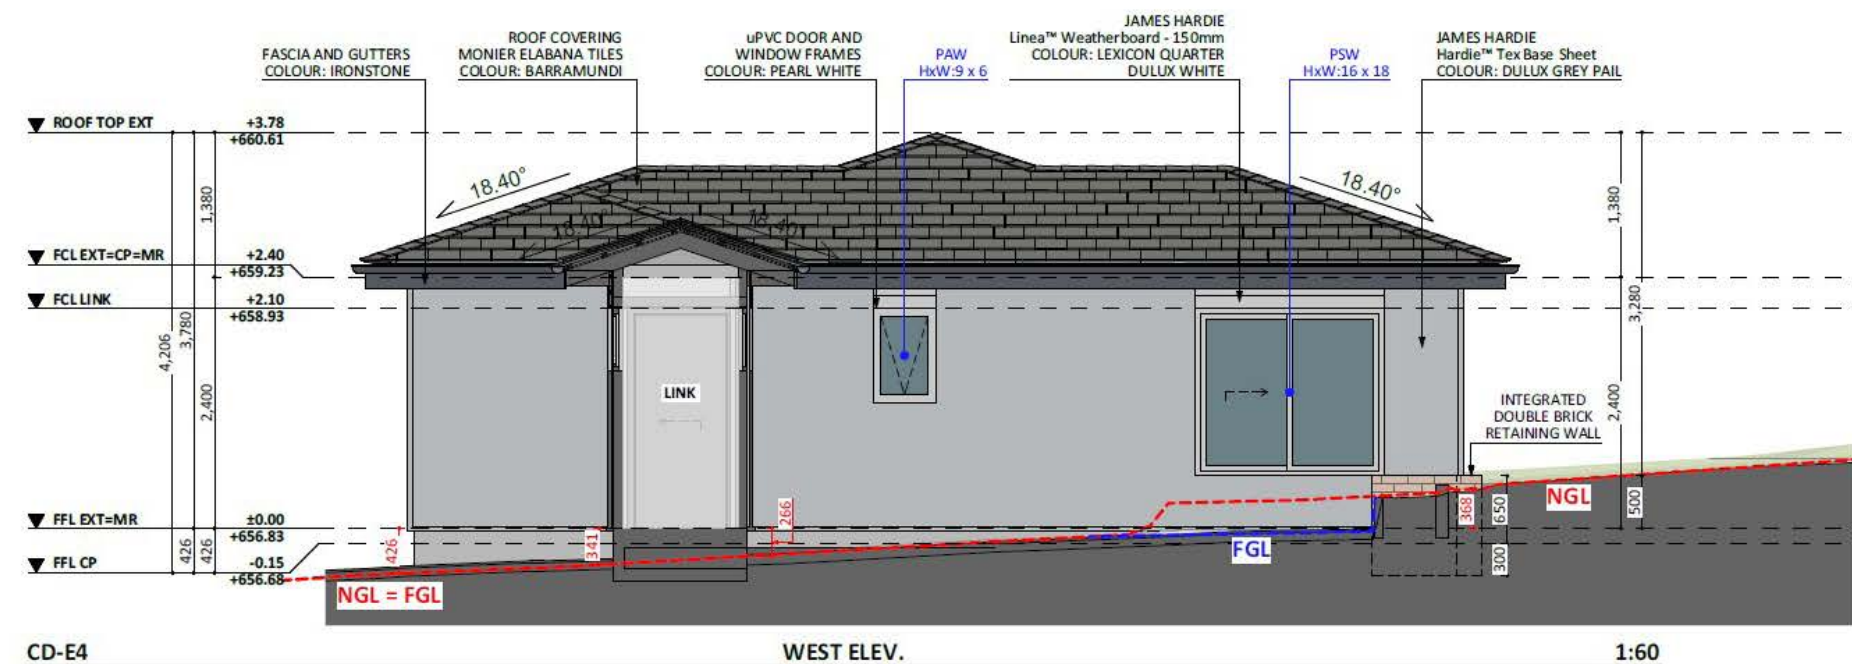 FASCIA AND GUTTERS
COLOUR: IRONSTONE
ROOF COVERING
MONIER ELABANA TILES
COLOUR: BARRAMUNDI
uPVC DOOR AND
WINDOW FRAMES
COLOUR: PEARL WHITE
PAW
HxW:9 x 6
JAMES HARDIE
Linea™ Weatherboard - 150mm
COLOUR: LEXICON QUARTER
DULUX WHITE
PSW
HxW:16 x 18
JAMES HARDIE
Hardie™ Tex Base Sheet
COLOUR: DULUX GREY PAIL
ROOF TOP EXT +3.78
+660.61
FCL EXT=CP=MR +2.40
+659.23
FCL LINK +2.10
+658.93
FFL EXT=MR ±0.00
+656.83
FFL CP -0.15
+656.68
4,206
3,780
1,380
2,400
426
426
18.40°
18.40°
18.40°
18.40°
LINK
426
341
266
1,380
2,400
3,280
500
INTEGRATED
DOUBLE BRICK
RETAINING WALL
368
650
300
NGL
FGL
NGL = FGL
CD-E4 WEST ELEV. 1:60